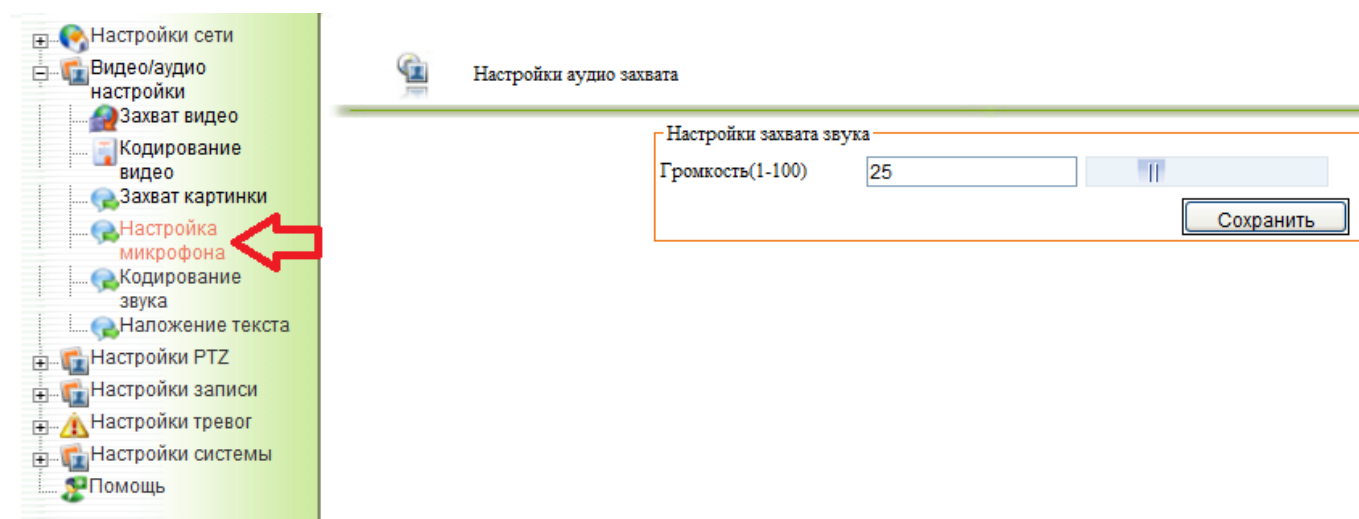 Настройки сети
Видео/аудио
настройки
Захват видео
Кодирование
видео
Захват картинки
Настройка
микрофона
Кодирование
звука
Наложение текста
Настройки PTZ
Настройки записи
Настройки тревог
Настройки системы
Помощь
Настройки аудио захвата
Настройки захвата звука
Громкость(1-100) 25
Сохранить